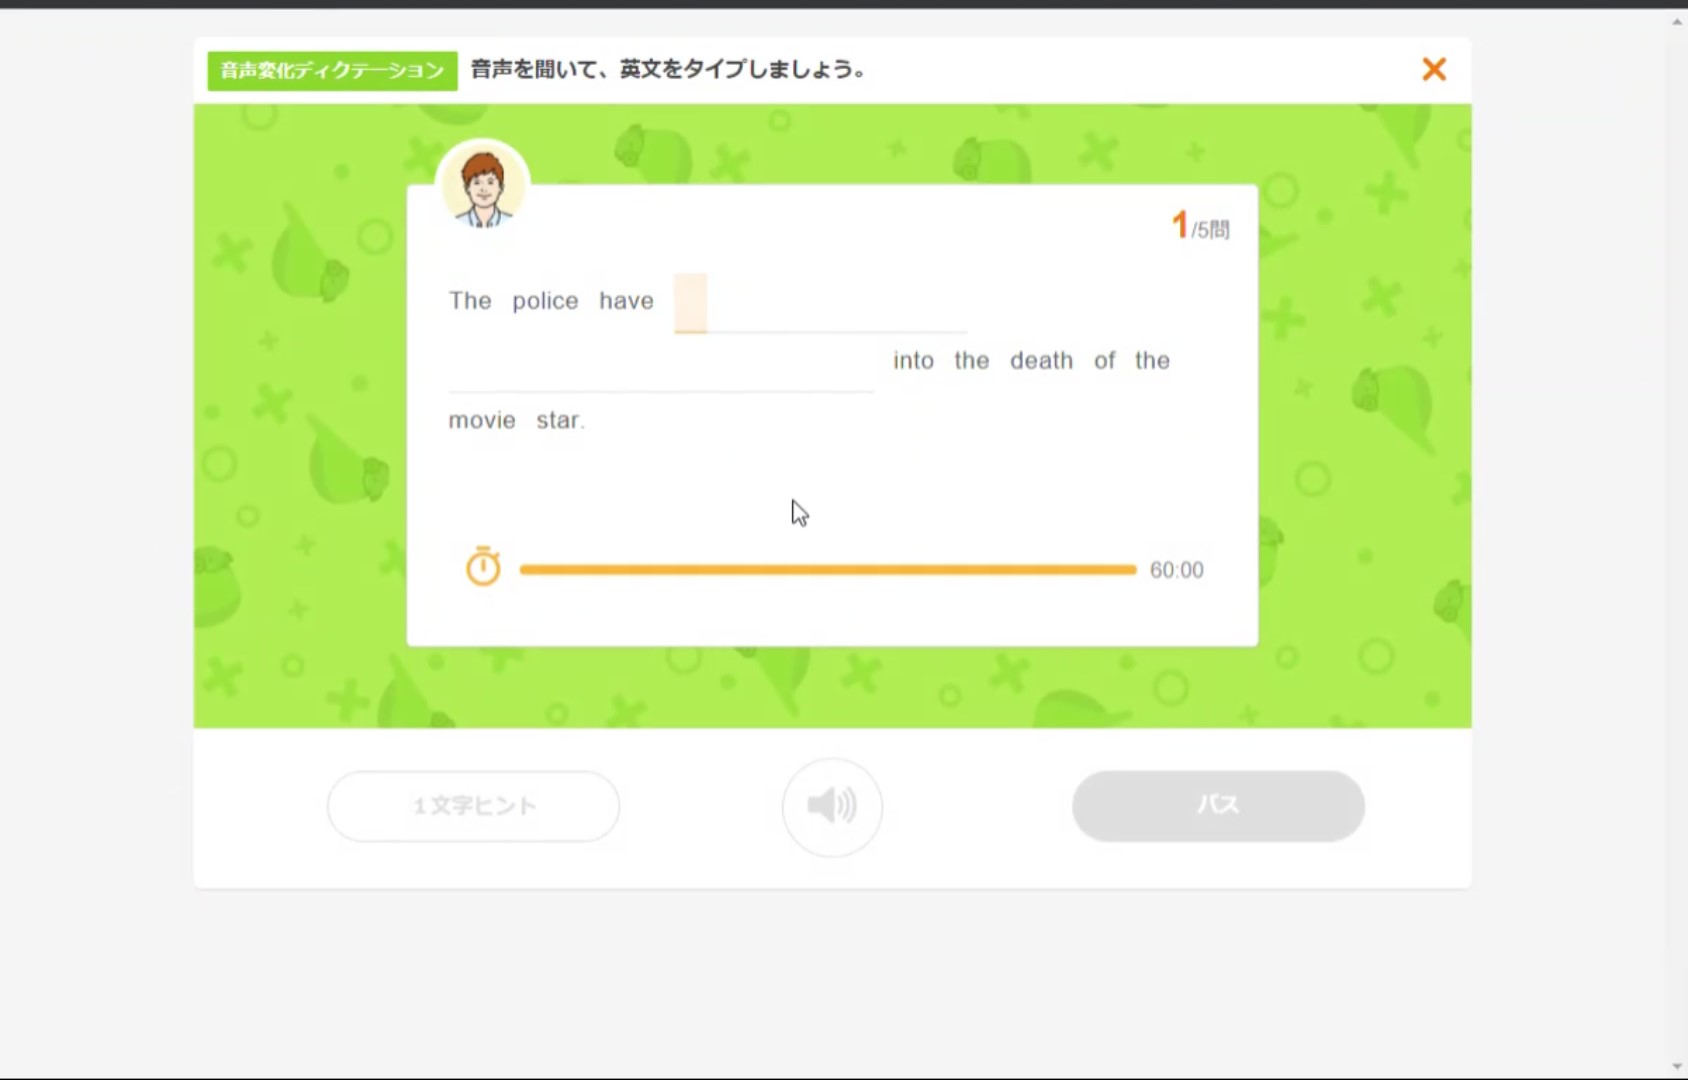 音声変化ディクテーション 音声を聞いて、英文をタイプしましょう。
1/5問
The police have
into the death of the
movie star.
60:00
1文字ヒント
パス